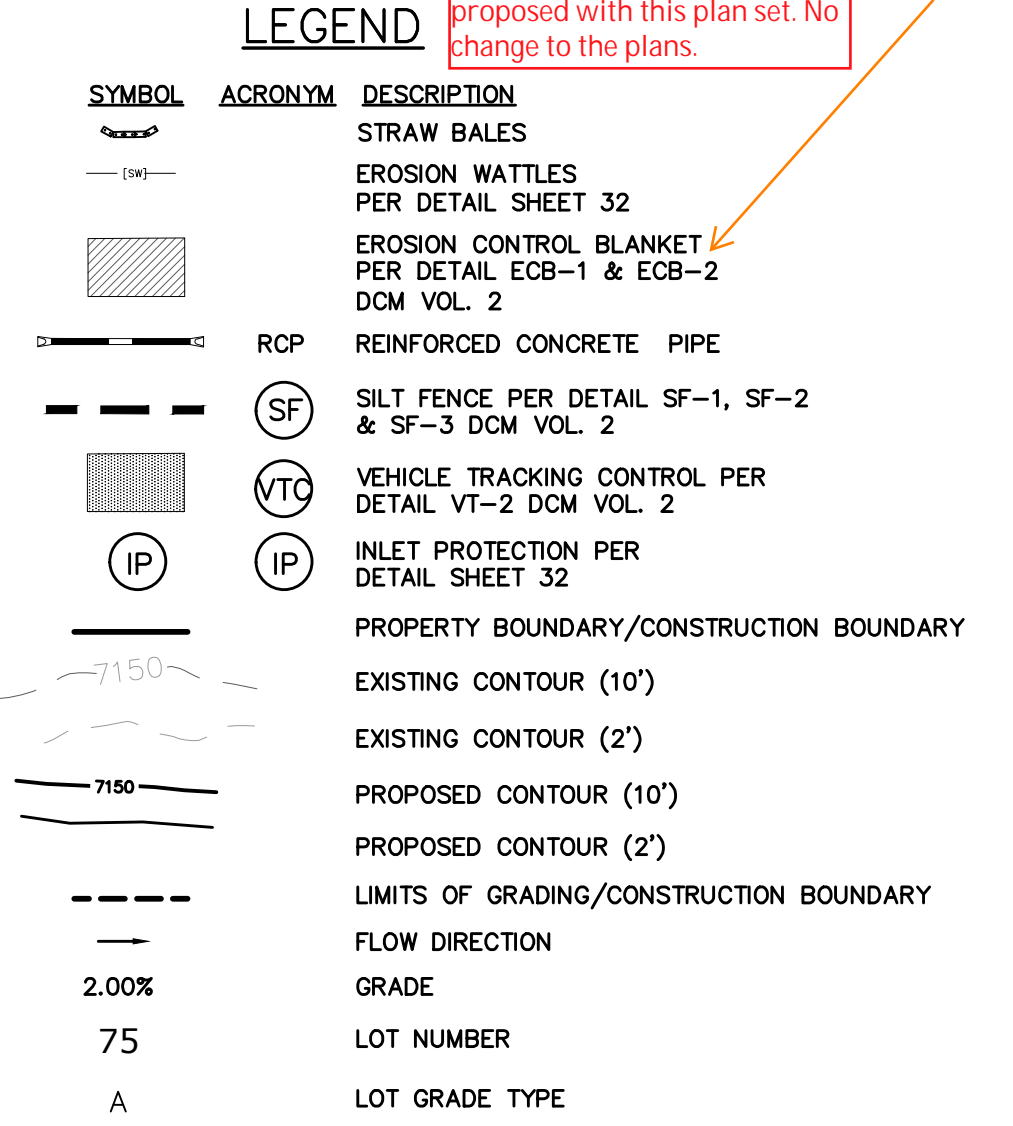 proposed with this plan set. No
change to the plans.
LEGEND
SYMBOL ACRONYM DESCRIPTION
STRAW BALES
[SW] EROSION WATTLES
PER DETAIL SHEET 32
EROSION CONTROL BLANKET
PER DETAIL ECB-1 & ECB-2
DCM VOL. 2
RCP REINFORCED CONCRETE PIPE
SF SILT FENCE PER DETAIL SF-1, SF-2
& SF-3 DCM VOL. 2
VTC VEHICLE TRACKING CONTROL PER
DETAIL VT-2 DCM VOL. 2
IP IP INLET PROTECTION PER
DETAIL SHEET 32
PROPERTY BOUNDARY/CONSTRUCTION BOUNDARY
7150 EXISTING CONTOUR (10')
EXISTING CONTOUR (2')
7150 PROPOSED CONTOUR (10')
PROPOSED CONTOUR (2')
LIMITS OF GRADING/CONSTRUCTION BOUNDARY
FLOW DIRECTION
2.00% GRADE
75 LOT NUMBER
A LOT GRADE TYPE